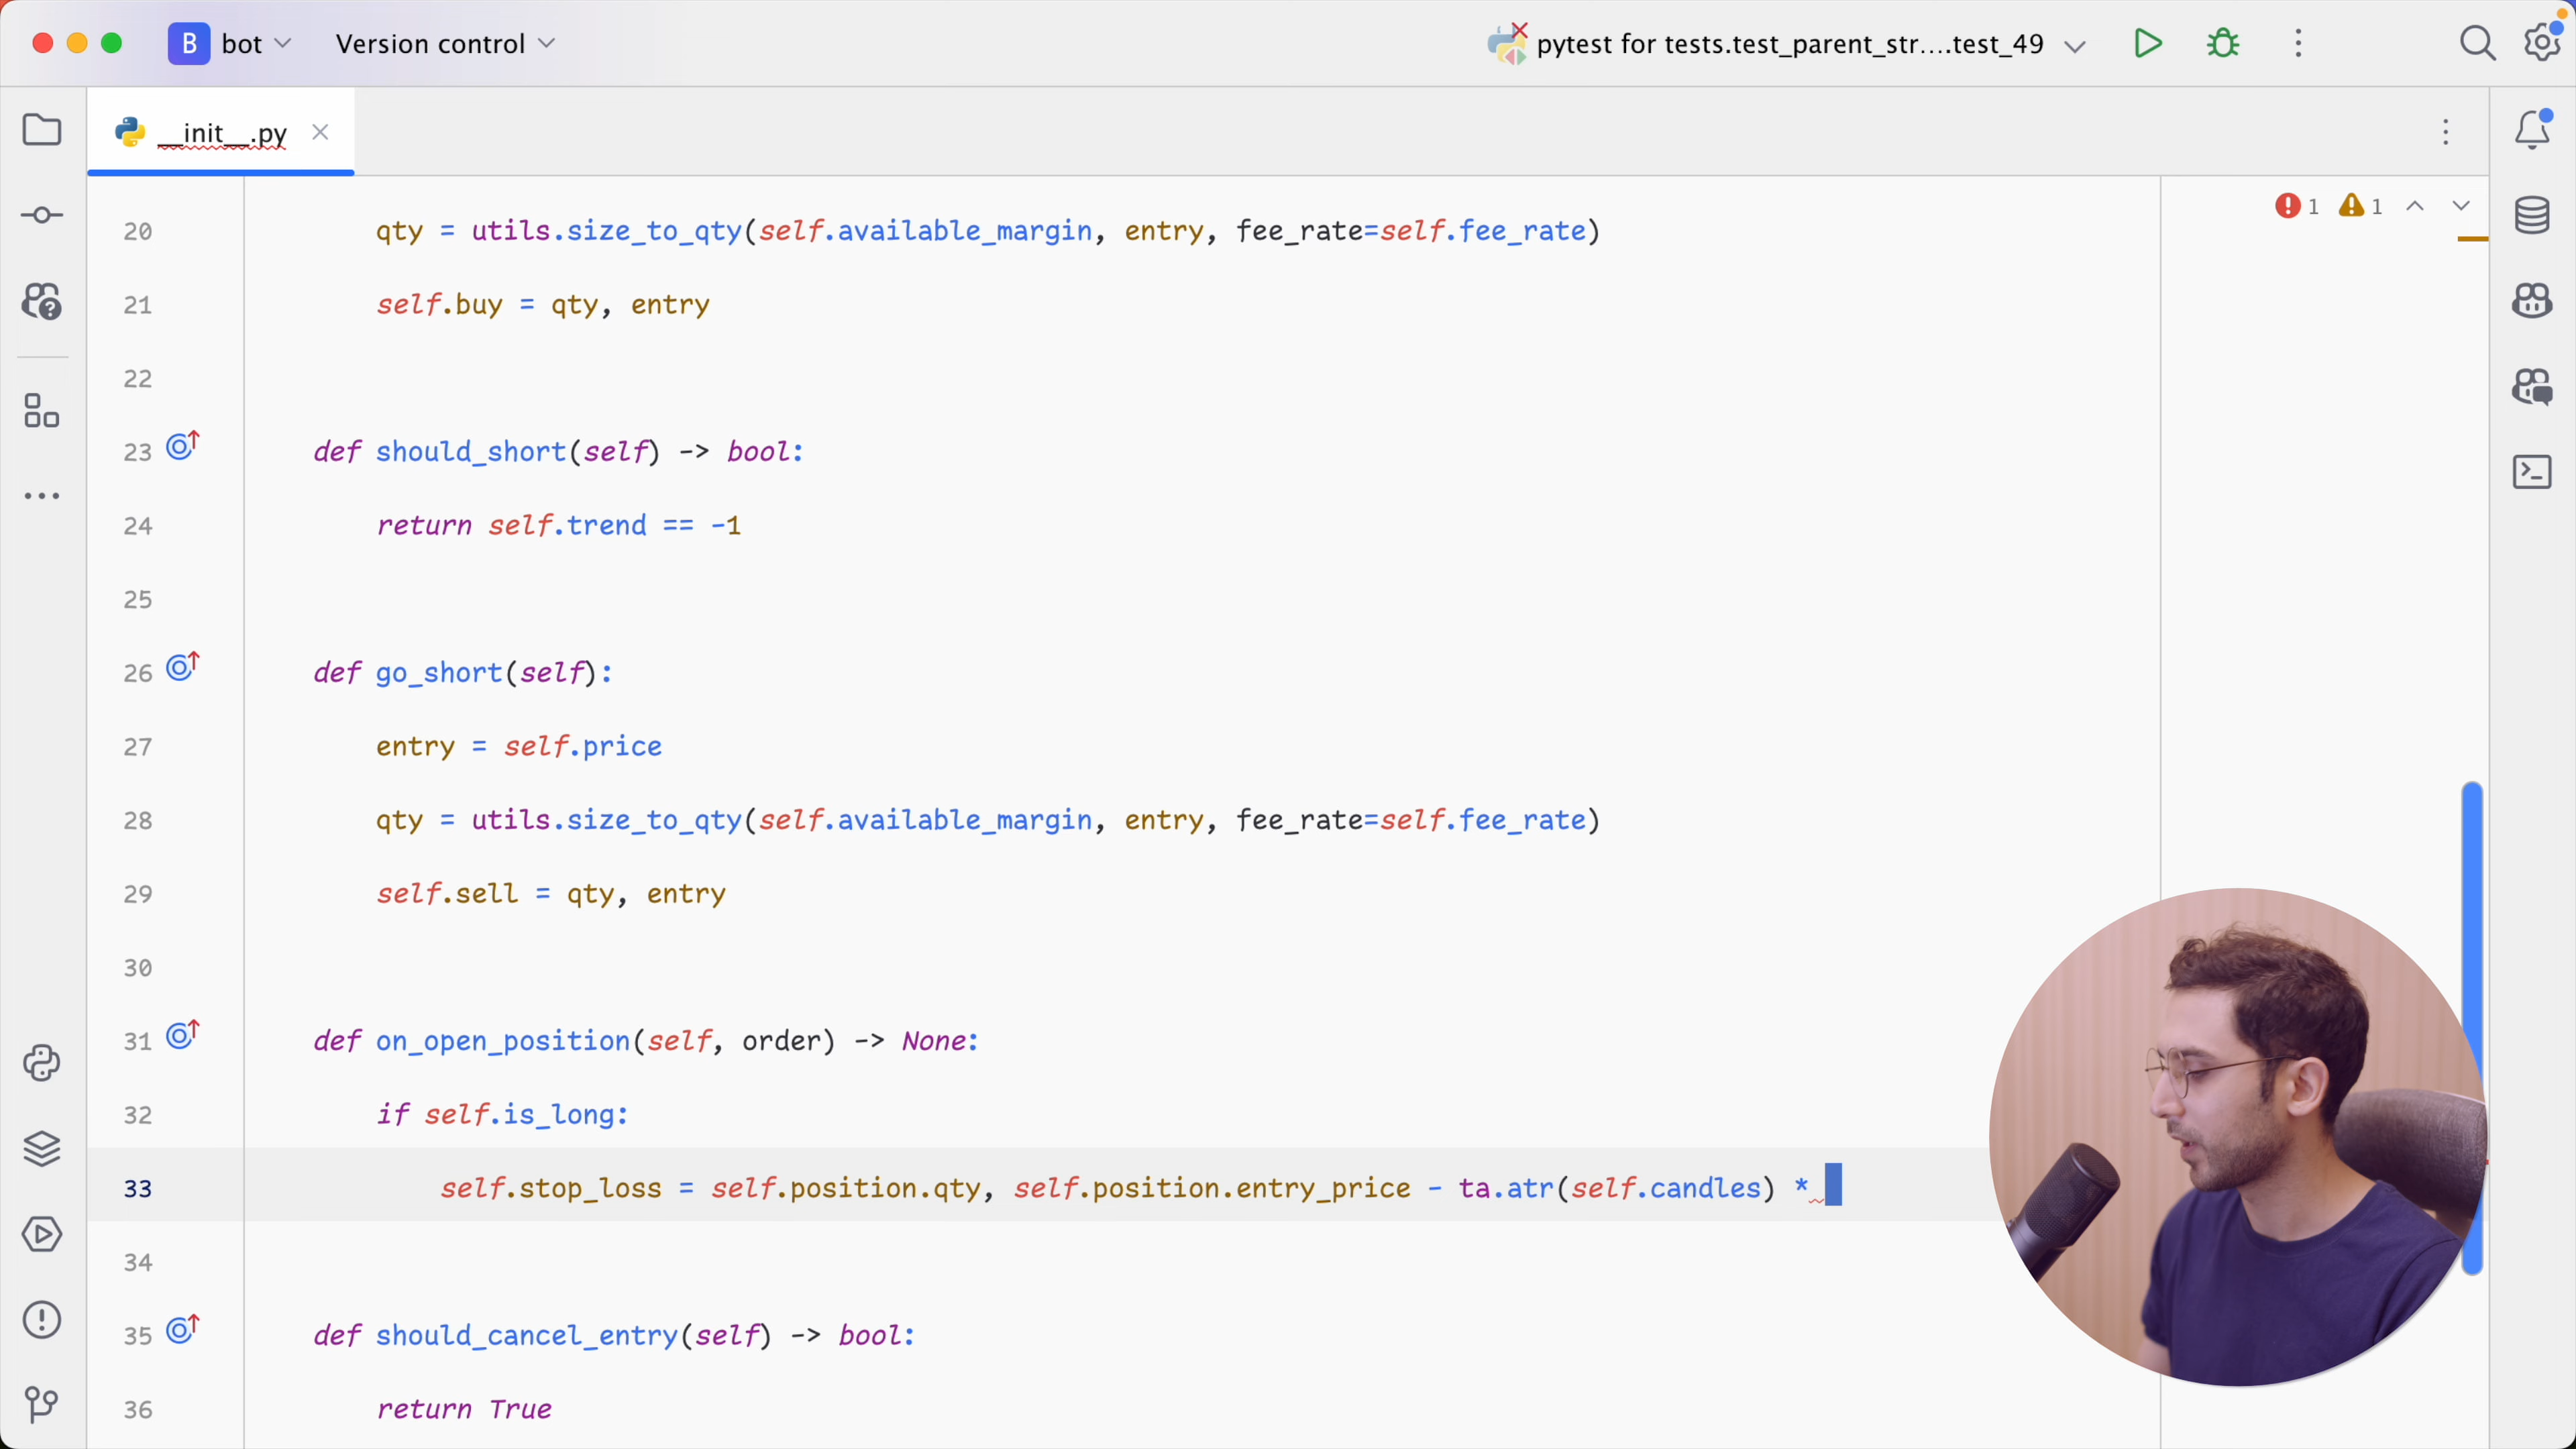 B bot Version control pytest for tests.test_parent_str....test_49
__init__.py
1 1
20 qty = utils.size_to_qty(self.available_margin, entry, fee_rate=self.fee_rate)
21 self.buy = qty, entry
22
23 def should_short(self) -> bool:
24 return self.trend == -1
25
26 def go_short(self):
27 entry = self.price
28 qty = utils.size_to_qty(self.available_margin, entry, fee_rate=self.fee_rate)
29 self.sell = qty, entry
30
31 def on_open_position(self, order) -> None:
32 if self.is_long:
33 self.stop_loss = self.position.qty, self.position.entry_price - ta.atr(self.candles) *
34
35 def should_cancel_entry(self) -> bool:
36 return True